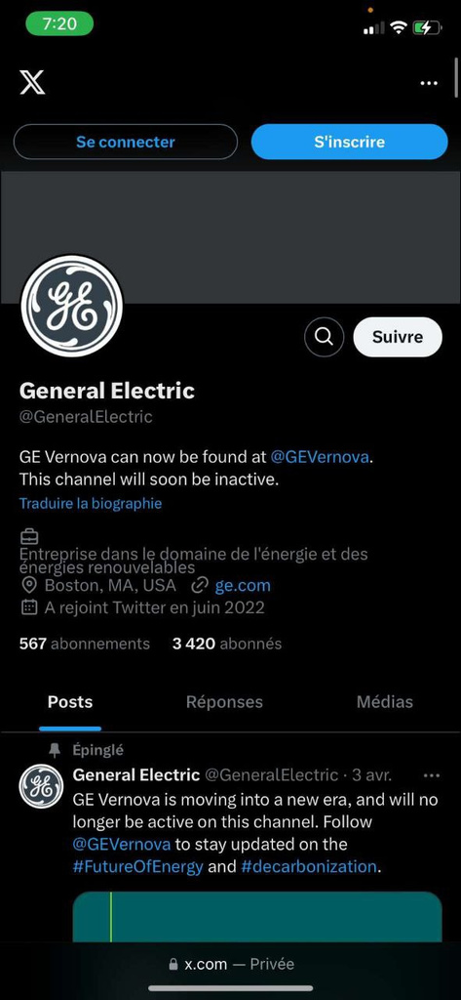 7:20
Se connecter
S'inscrire
GE
Suivre
General Electric
@GeneralElectric
GE Vernova can now be found at @GEVernova.
This channel will soon be inactive.
Traduire la biographie
Entreprise dans le domaine de l'énergie et des
énergies renouvelables
Boston, MA, USA ge.com
A rejoint Twitter en juin 2022
567 abonnements 3 420 abonnés
Posts Réponses Médias
Épinglé
GE
General Electric @GeneralElectric · 3 avr.
GE Vernova is moving into a new era, and will no
longer be active on this channel. Follow
@GEVernova to stay updated on the
#FutureOfEnergy and #decarbonization.
x.com — Privée